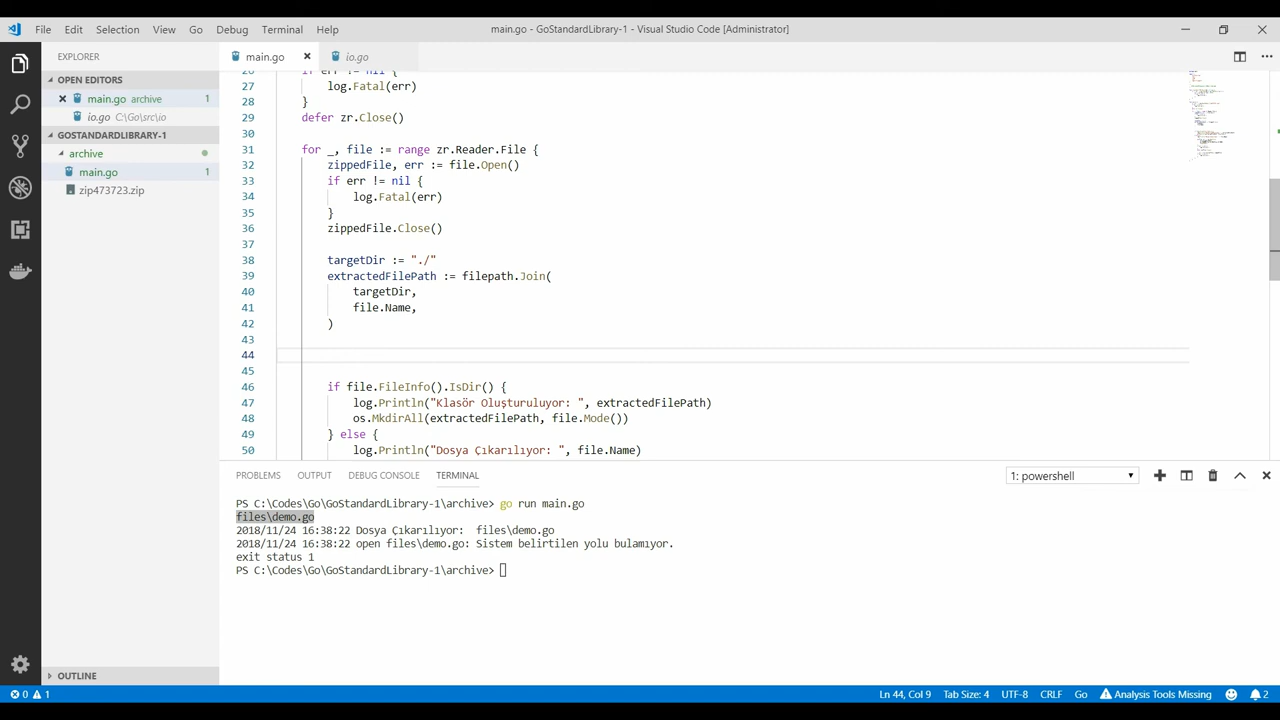 File Edit Selection View Go Debug Terminal Help
main.go - GoStandardLibrary-1 - Visual Studio Code [Administrator]
EXPLORER
main.go
io.go
OPEN EDITORS
main.go archive 1
io.go C:\Go\src\io
GOSTANDARDLIBRARY-1
archive
main.go 1
zip473723.zip
OUTLINE
26 if err != nil {
27 log.Fatal(err)
28 }
29 defer zr.Close()
30
31 for _, file := range zr.Reader.File {
32 zippedFile, err := file.Open()
33 if err != nil {
34 log.Fatal(err)
35 }
36 zippedFile.Close()
37
38 targetDir := "./"
39 extractedFilePath := filepath.Join(
40 targetDir,
41 file.Name,
42 )
43
44
45
46 if file.FileInfo().IsDir() {
47 log.Println("Klasör Oluşturuluyor: ", extractedFilePath)
48 os.MkdirAll(extractedFilePath, file.Mode())
49 } else {
50 log.Println("Dosya Çıkarılıyor: ", file.Name)
PROBLEMS OUTPUT DEBUG CONSOLE TERMINAL
1: powershell
PS C:\Codes\Go\GoStandardLibrary-1\archive> go run main.go
files\demo.go
2018/11/24 16:38:22 Dosya Çıkarılıyor:  files\demo.go
2018/11/24 16:38:22 open files\demo.go: Sistem belirtilen yolu bulamıyor.
exit status 1
PS C:\Codes\Go\GoStandardLibrary-1\archive>
0 1
Ln 44, Col 9 Tab Size: 4 UTF-8 CRLF Go Analysis Tools Missing 2